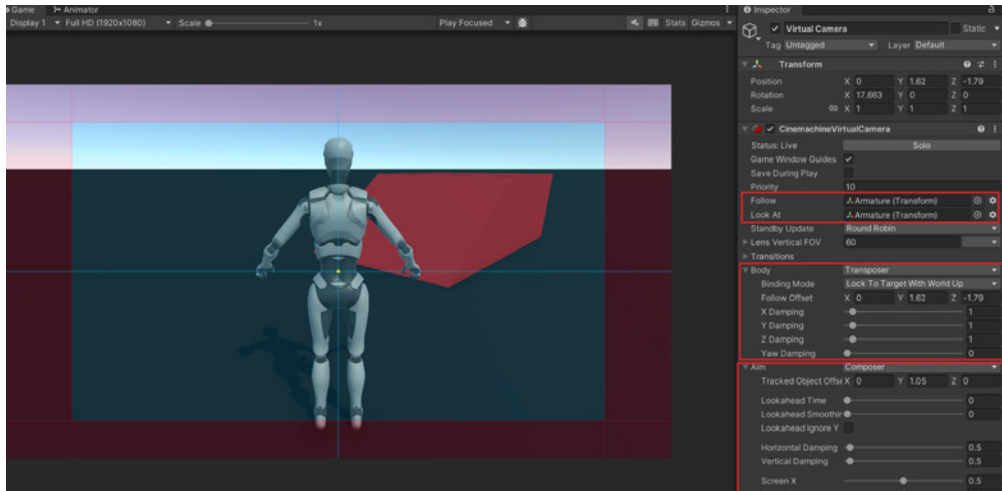 Game Animator
Display 1 Full HD (1920x1080) Scale 1x Play Focused Stats Gizmos
Inspector
Virtual Camera Static
Tag Untagged Layer Default
Transform
Position X 0 Y 1.62 Z -1.79
Rotation X 17.663 Y 0 Z 0
Scale X 1 Y 1 Z 1
CinemachineVirtualCamera
Status: Live Solo
Game Window Guides
Save During Play
Priority 10
Follow Armature (Transform)
Look At Armature (Transform)
Standby Update Round Robin
Lens Vertical FOV 60
Transitions
Body Transposer
Binding Mode Lock To Target With World Up
Follow Offset X 0 Y 1.62 Z -1.79
X Damping 1
Y Damping 1
Z Damping 1
Yaw Damping 0
Aim Composer
Tracked Object Offse X 0 Y 1.05 Z 0
Lookahead Time 0
Lookahead Smoothin 0
Lookahead Ignore Y
Horizontal Damping 0.5
Vertical Damping 0.5
Screen X 0.5